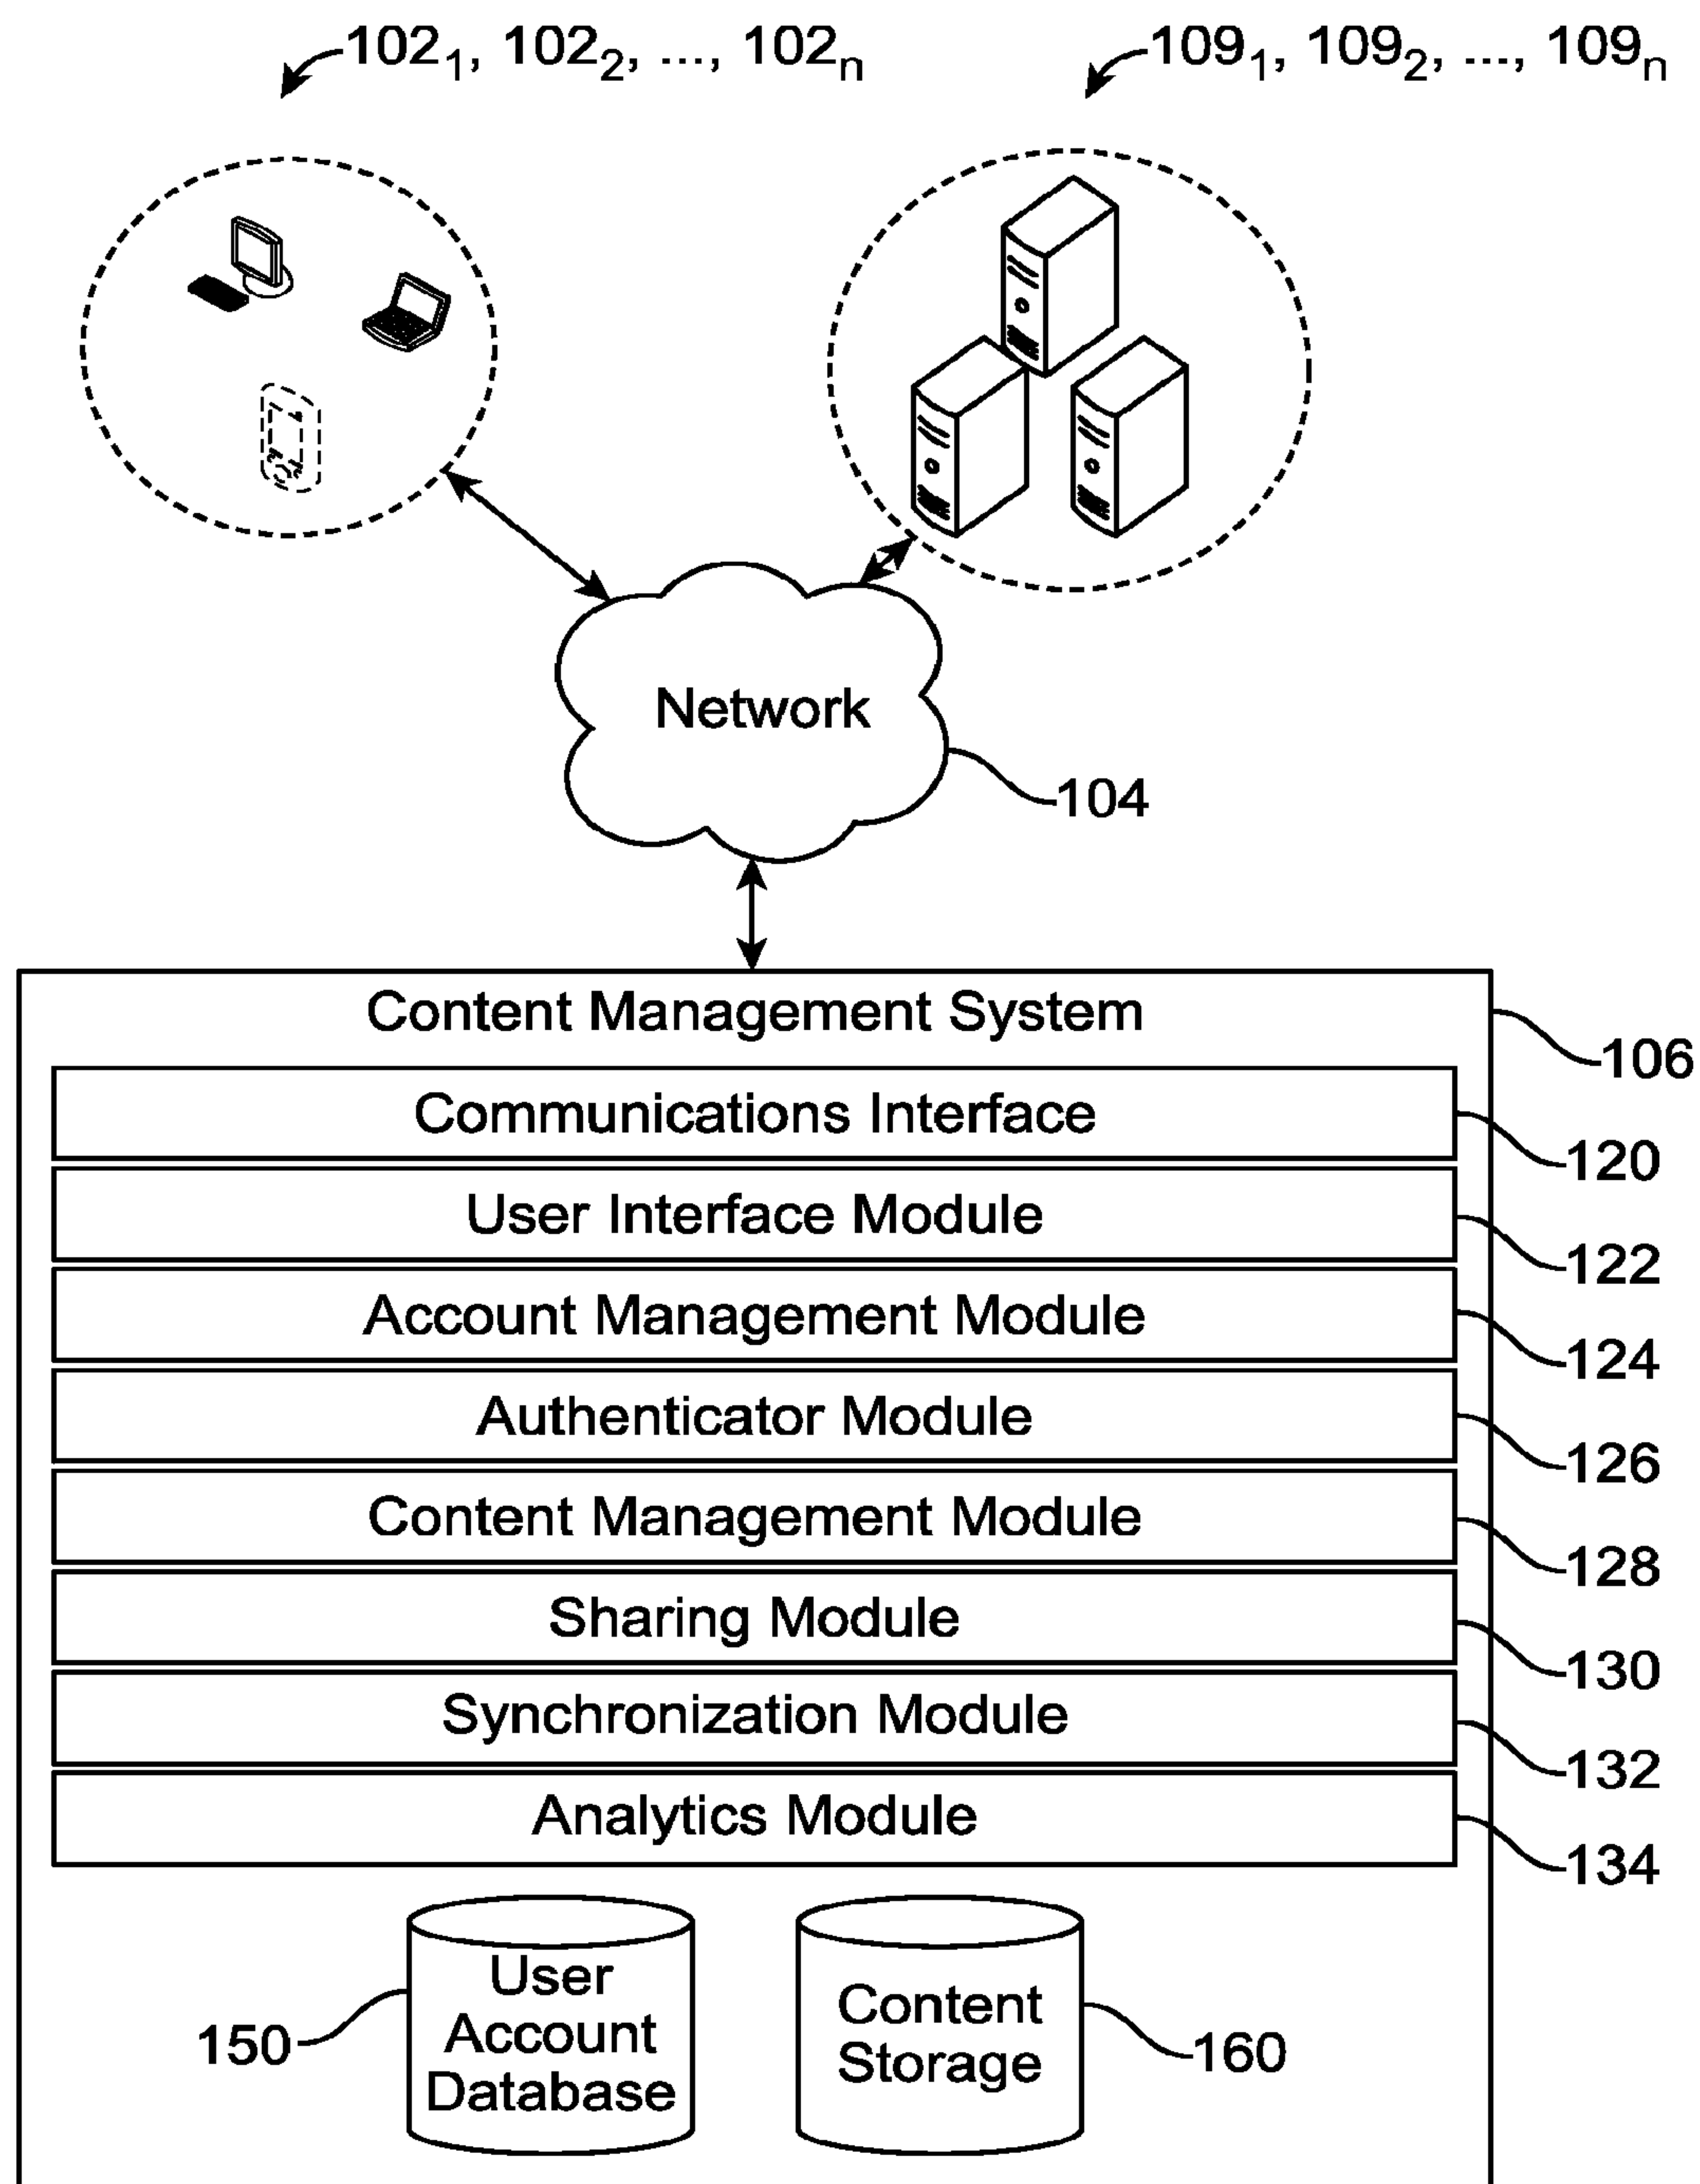 102₁, 102₂, ..., 102ₙ
109₁, 109₂, ..., 109ₙ
Network
104
Content Management System
106
Communications Interface
120
User Interface Module
122
Account Management Module
124
Authenticator Module
126
Content Management Module
128
Sharing Module
130
Synchronization Module
132
Analytics Module
134
150
User
Account
Database
Content
Storage
160